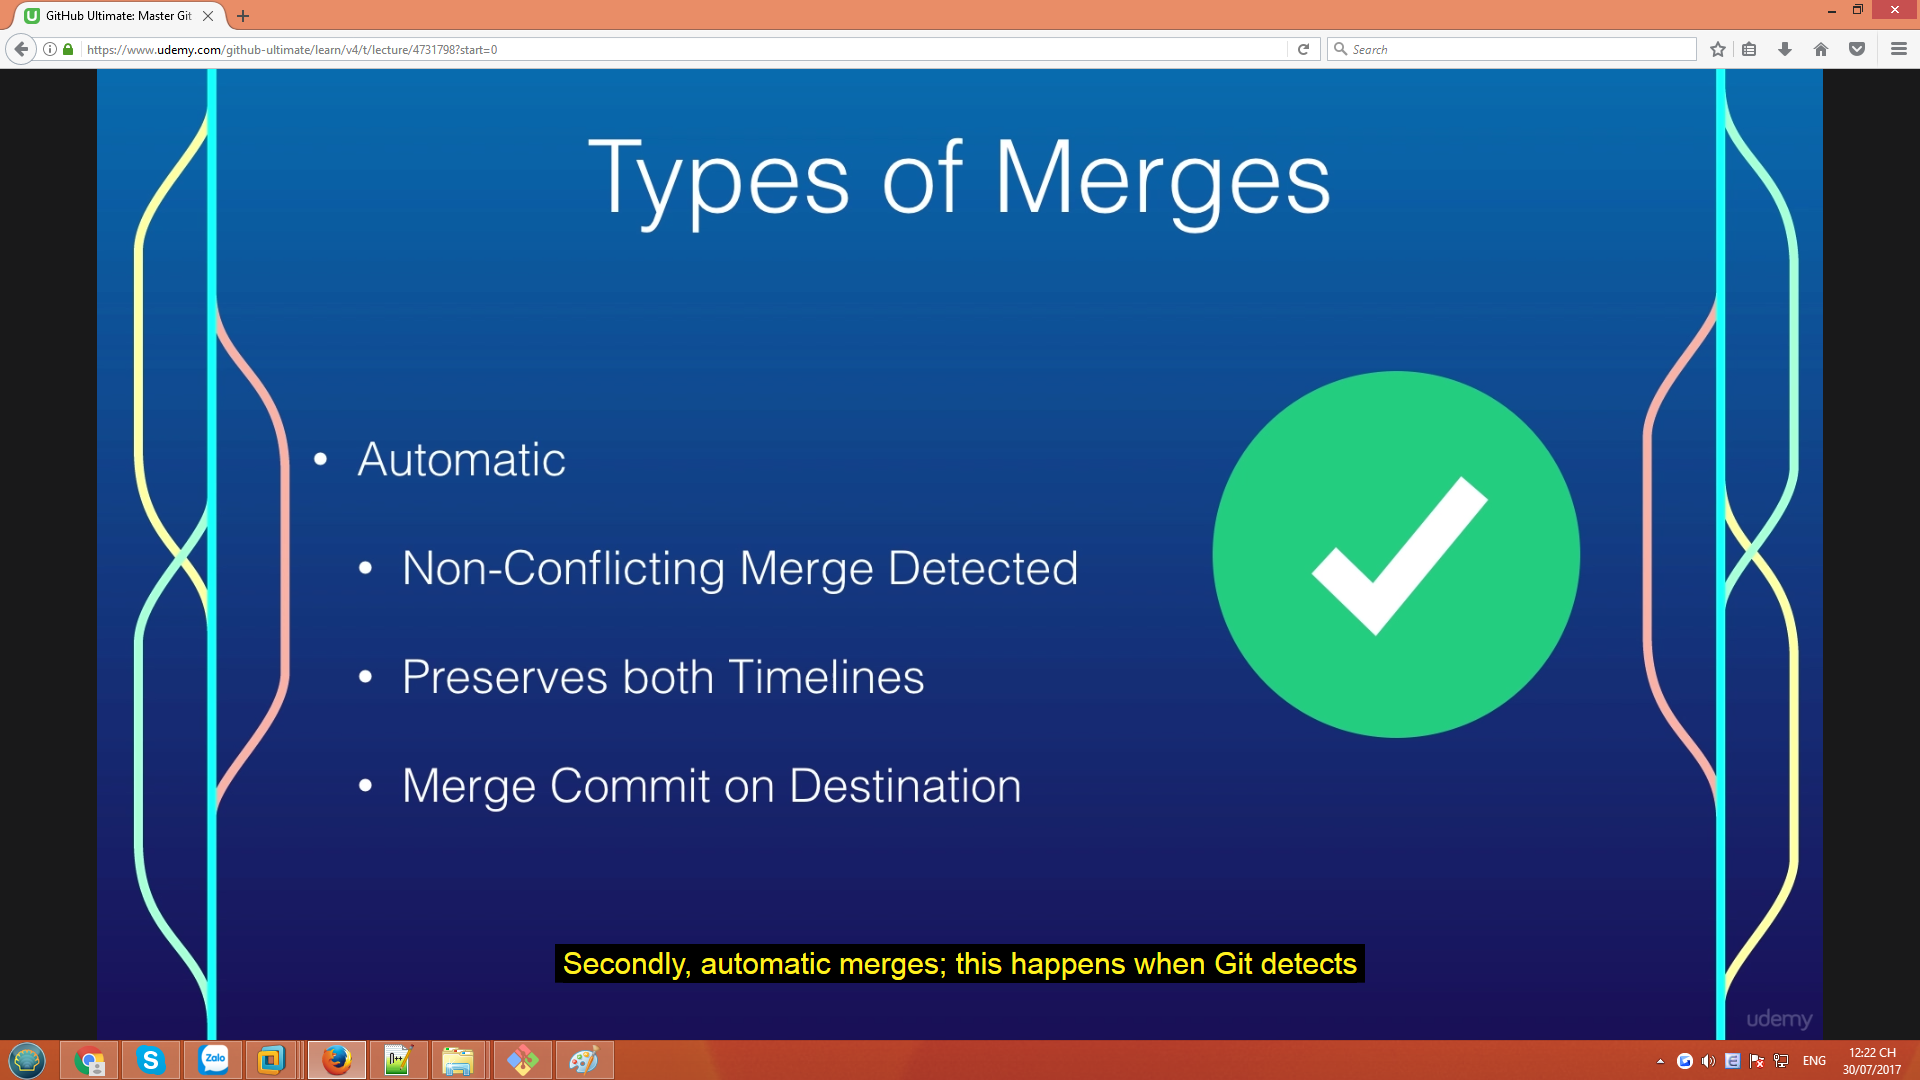 GitHub Ultimate: Master Git
https://www.udemy.com/github-ultimate/learn/v4/t/lecture/4731798?start=0
Search
Types of Merges
• Automatic
• Non-Conflicting Merge Detected
• Preserves both Timelines
• Merge Commit on Destination
Secondly, automatic merges; this happens when Git detects
udemy
Zalo
ENG
12:22 CH
30/07/2017